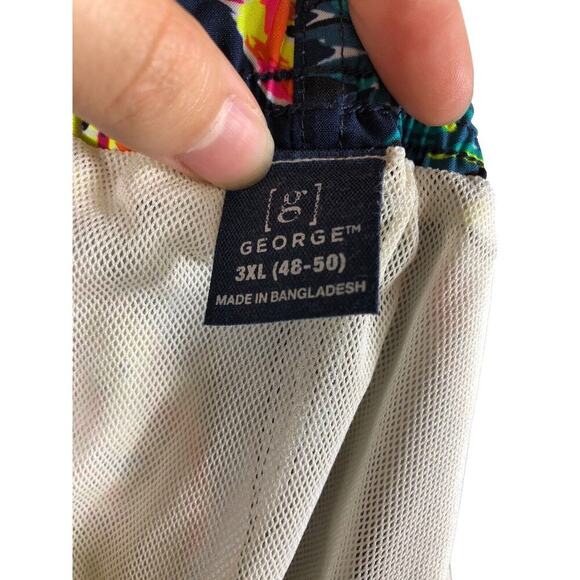 [g]
GEORGE™
3XL (48-50)
MADE IN BANGLADESH